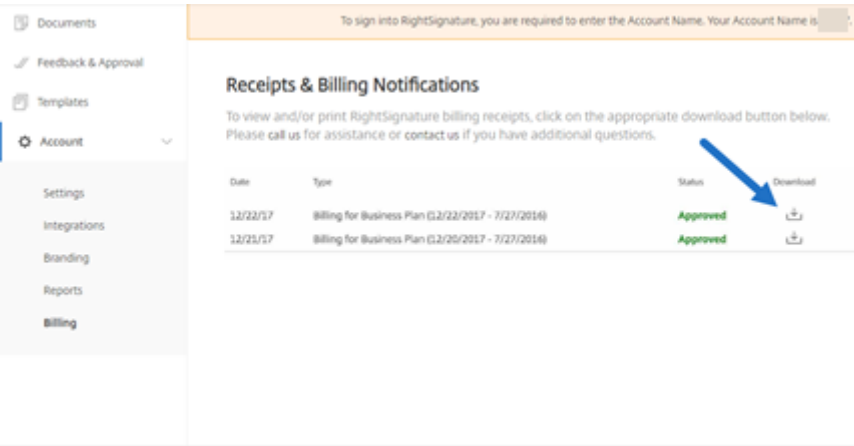 Documents
Feedback & Approval
Templates
Account
Settings
Integrations
Branding
Reports
Billing
To sign into RightSignature, you are required to enter the Account Name. Your Account Name is
Receipts & Billing Notifications
To view and/or print RightSignature billing receipts, click on the appropriate download button below.
Please call us for assistance or contact us if you have additional questions.
Date Type Status Download
12/22/17 Billing for Business Plan (12/22/2017 - 7/27/2016) Approved
12/21/17 Billing for Business Plan (12/20/2017 - 7/27/2016) Approved